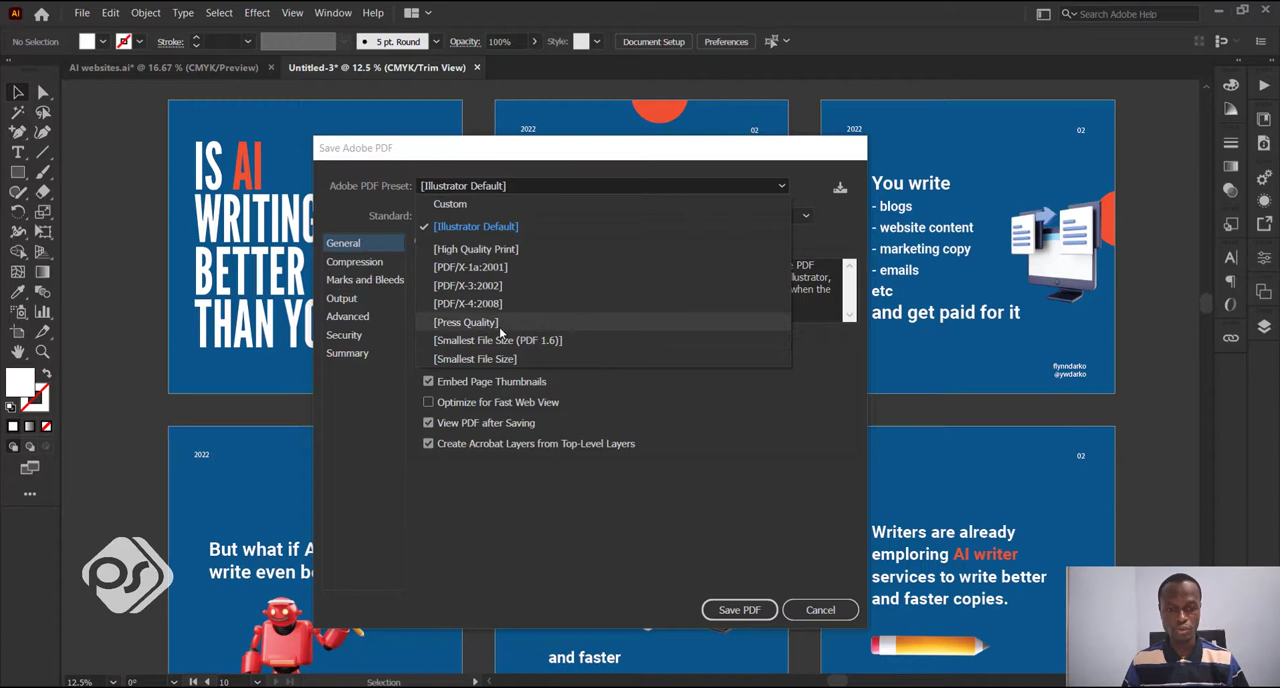 Ai
File
Edit
Object
Type
Select
Effect
View
Window
Help
Search Adobe Help
No Selection
Stroke:
5 pt. Round
Opacity:
100%
Style:
Document Setup
Preferences
AI websites.ai* @ 16.67 % (CMYK/Preview)
Untitled-3* @ 12.5 % (CMYK/Trim View)
IS AI
WRITING
BETTER
THAN YO
2022
02
2022
02
You write
- blogs
- website content
- marketing copy
- emails
etc
and get paid for it
flynndarko
@ywdarko
Save Adobe PDF
Adobe PDF Preset:
[Illustrator Default]
Standard:
Custom
[Illustrator Default]
[High Quality Print]
[PDF/X-1a:2001]
[PDF/X-3:2002]
[PDF/X-4:2008]
[Press Quality]
[Smallest File Size (PDF 1.6)]
[Smallest File Size]
General
Compression
Marks and Bleeds
Output
Advanced
Security
Summary
PDF
llustrator,
when the
Embed Page Thumbnails
Optimize for Fast Web View
View PDF after Saving
Create Acrobat Layers from Top-Level Layers
Save PDF
Cancel
2022
But what if A
write even be
and faster
02
Writers are already
emploring AI writer
services to write better
and faster copies.
ps
12.5%
0°
10
Selection